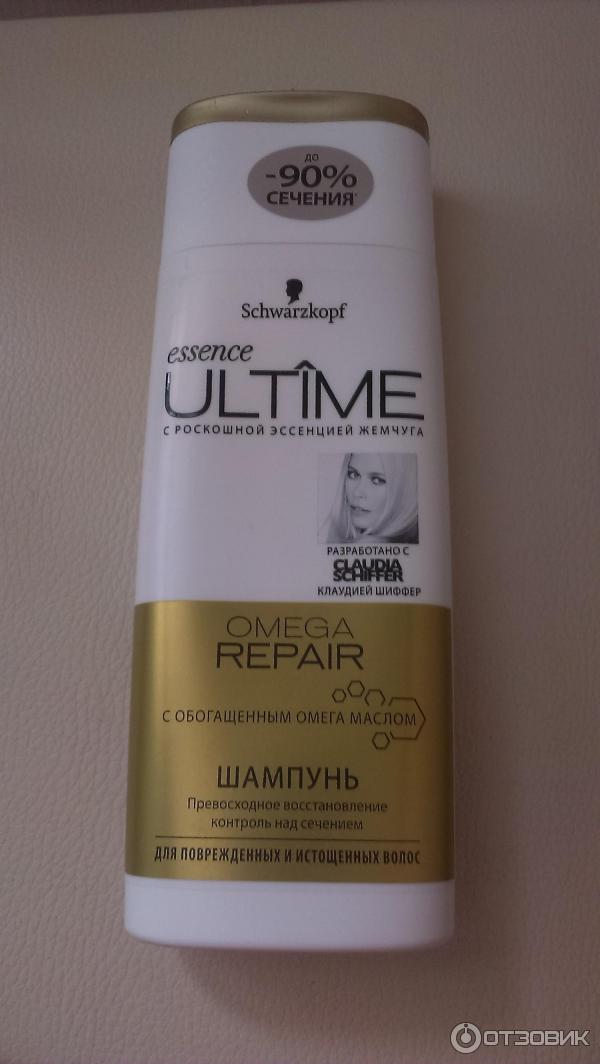 ДО
-90%
СЕЧЕНИЯ*
Schwarzkopf
essence
ULTÎME
С РОСКОШНОЙ ЭССЕНЦИЕЙ ЖЕМЧУГА
РАЗРАБОТАНО С
CLAUDIA
SCHIFFER
КЛАУДИЕЙ ШИФФЕР
OMEGA
REPAIR
С ОБОГАЩЕННЫМ ОМЕГА МАСЛОМ
ШАМПУНЬ
Превосходное восстановление
контроль над сечением
ДЛЯ ПОВРЕЖДЕННЫХ И ИСТОЩЕННЫХ ВОЛОС
ОТЗОВИК